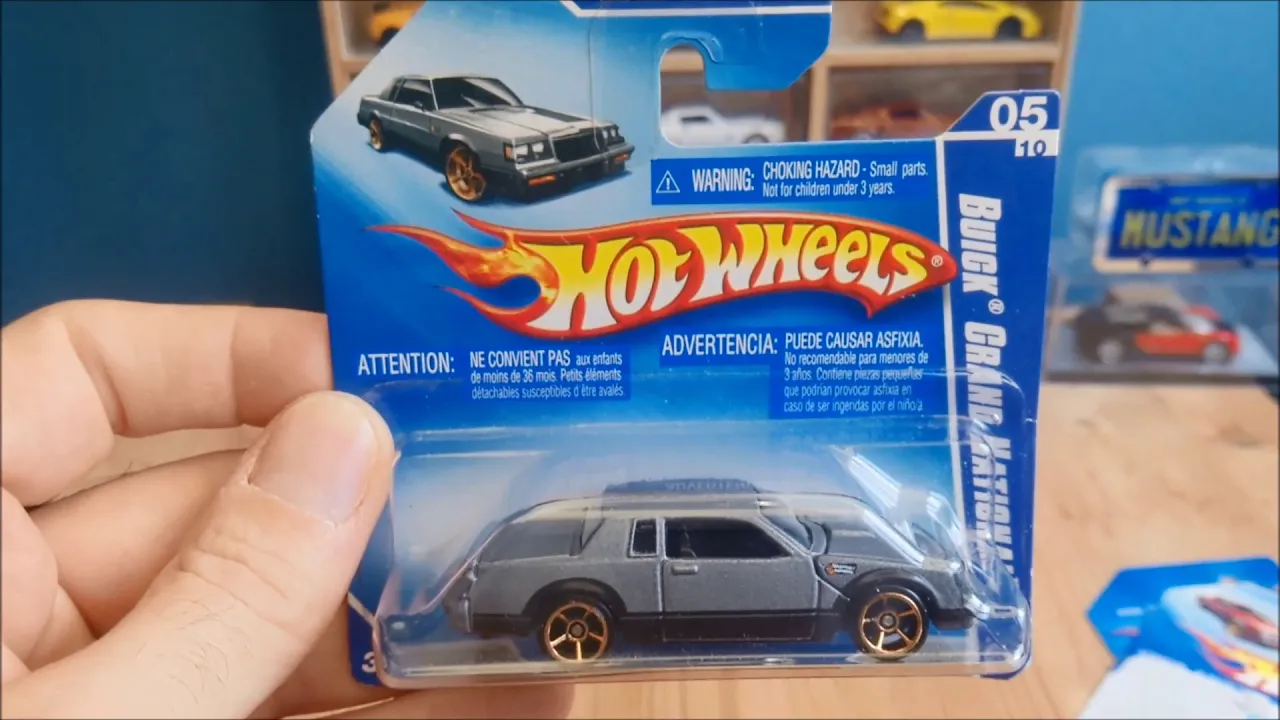 05
10
WARNING: CHOKING HAZARD - Small parts.
Not for children under 3 years.
HOT WHEELS®
BUICK® GRAND NATIONAL
ATTENTION: NE CONVIENT PAS aux enfants
de moins de 36 mois. Petits éléments
détachables susceptibles d'être avalés.
ADVERTENCIA: PUEDE CAUSAR ASFIXIA.
No recomendable para menores de
3 años. Contiene piezas pequeñas
que podrían provocar asfixia en
caso de ser ingeridas por el niño/a
MUSTANG
3